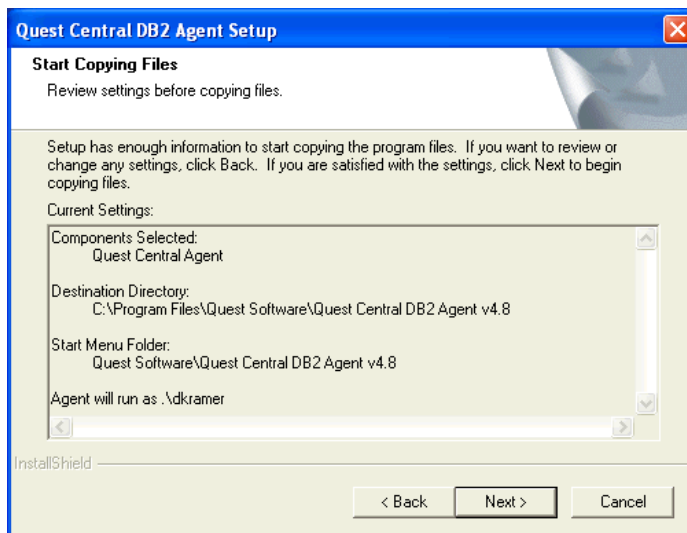 Quest Central DB2 Agent Setup
Start Copying Files
Review settings before copying files.
Setup has enough information to start copying the program files.  If you want to review or
change any settings, click Back.  If you are satisfied with the settings, click Next to begin
copying files.
Current Settings:
Components Selected:
Quest Central Agent
Destination Directory:
C:\Program Files\Quest Software\Quest Central DB2 Agent v4.8
Start Menu Folder:
Quest Software\Quest Central DB2 Agent v4.8
Agent will run as .\dkramer
InstallShield
< Back
Next >
Cancel